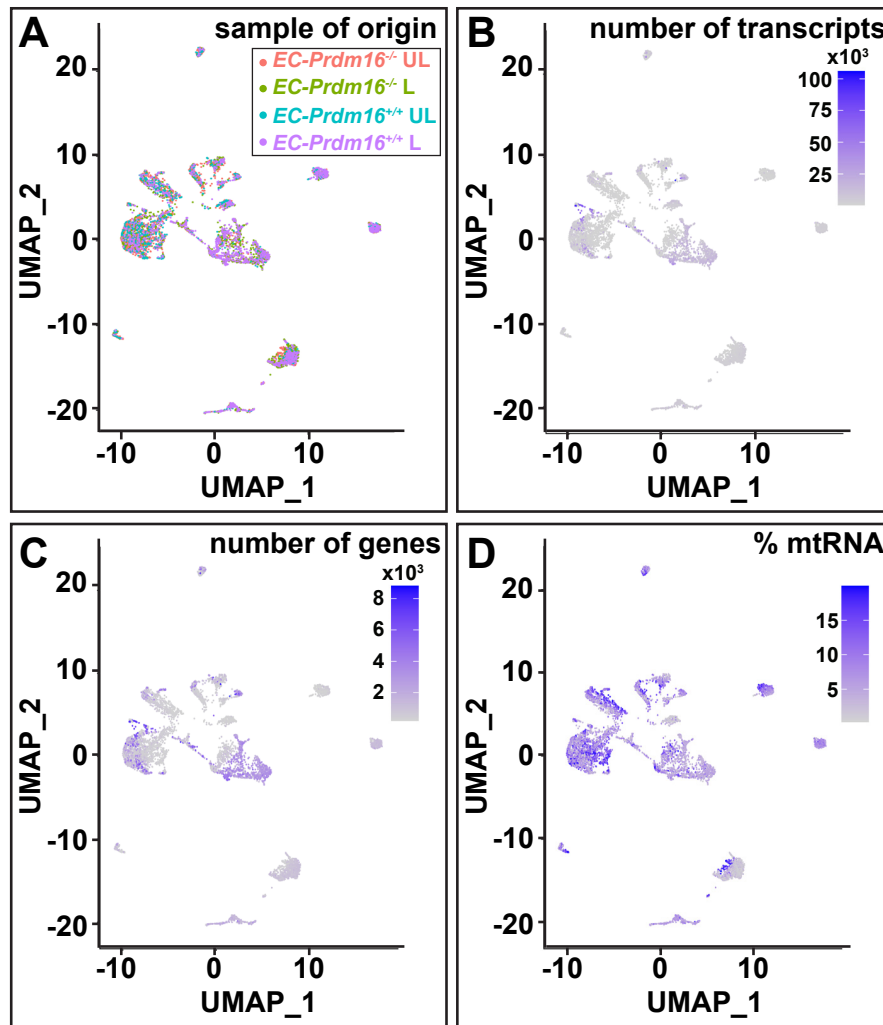 A
sample of origin
EC-Prdm16-/- UL
EC-Prdm16-/- L
EC-Prdm16+/+ UL
EC-Prdm16+/+ L
20
10
0
-10
-20
UMAP_2
-10 0 10
UMAP_1
B
number of transcripts
x10³
100
75
50
25
20
10
0
-10
-20
UMAP_2
-10 0 10
UMAP_1
C
number of genes
x10³
8
6
4
2
20
10
0
-10
-20
UMAP_2
-10 0 10
UMAP_1
D
% mtRNA
15
10
5
20
10
0
-10
-20
UMAP_2
-10 0 10
UMAP_1